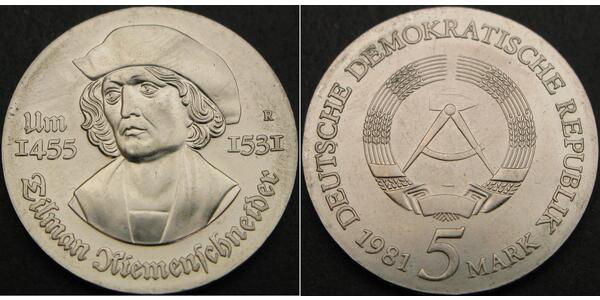 Um R
1455 1531
Tilman Riemenschneider
DEUTSCHE DEMOKRATISCHE REPUBLIK
1981 5 MARK